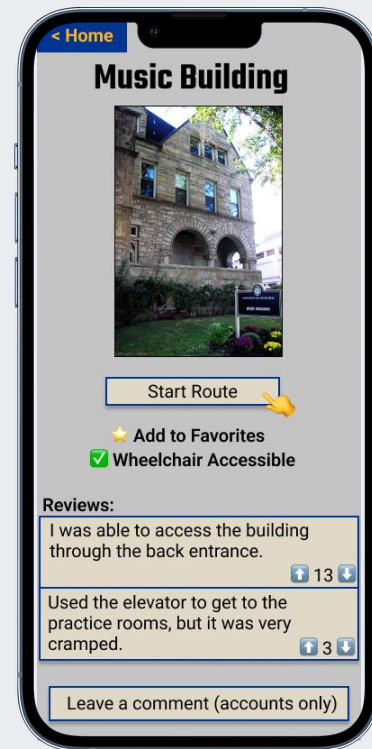 < Home
Music Building
Start Route
Add to Favorites
Wheelchair Accessible
Reviews:
I was able to access the building
through the back entrance.
13
Used the elevator to get to the
practice rooms, but it was very
cramped.
3
Leave a comment (accounts only)